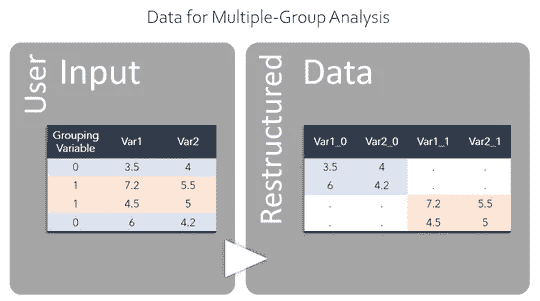 Data for Multiple-Group Analysis
User Input
Grouping Variable Var1 Var2
0 3.5 4
1 7.2 5.5
1 4.5 5
0 6 4.2
Restructured Data
Var1_0 Var2_0 Var1_1 Var2_1
3.5 4 . .
6 4.2 . .
. . 7.2 5.5
. . 4.5 5